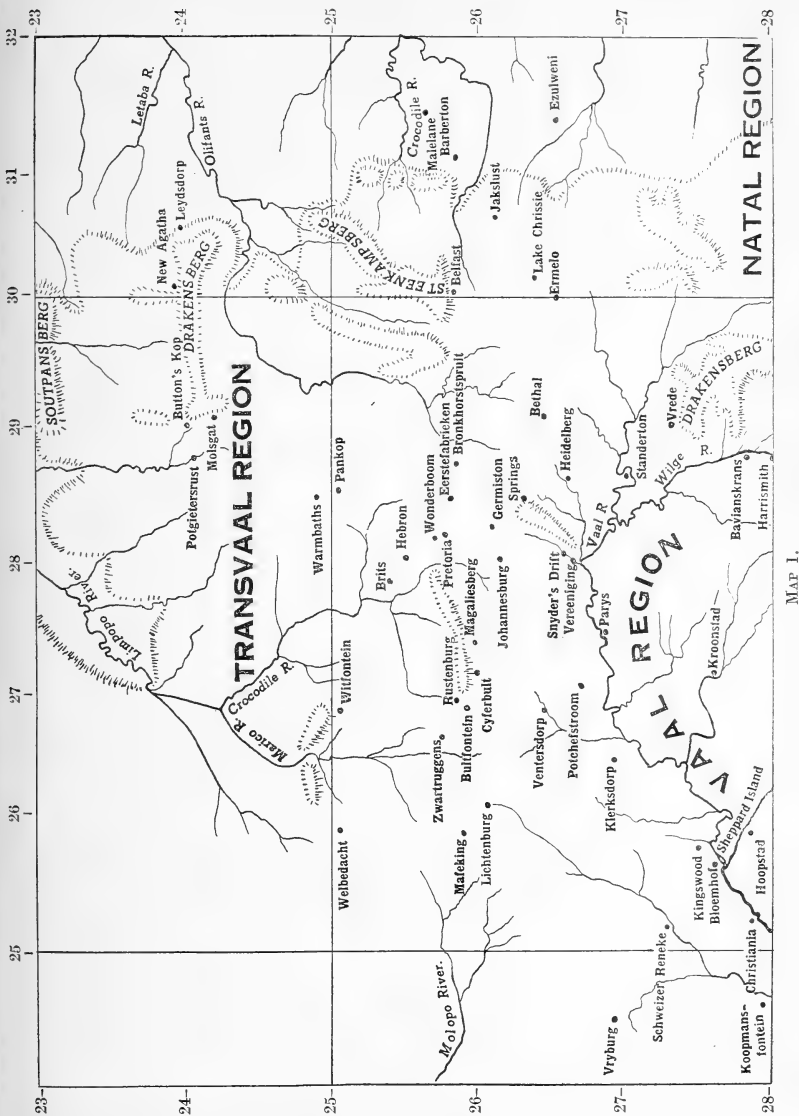 23
24
25
26
27
28
32
31
30
29
28
27
26
25
23
24
25
26
27
28
Letaba R.
Olifants R.
Leydsdorp
New Agatha
DRAKENSBERG
SOUTPANSBERG
Button's Kop
Molsgat
Potgietersrust
TRANSVAAL REGION
Limpopo River.
Crocodile R.
Marico R.
Crocodile R.
Malelane
Barberton
STEENKAMPSBERG
Belfast
Jakslust
Ezulweni
Lake Chrissie
Ermelo
NATAL REGION
Pankop
Warmbaths
Hebron
Brits
Wonderboom
Eerstefabricken
Bronkhorstspruit
Pretoria
Magaliesberg
Rustenburg
Witfontein
Bethal
Heidelberg
Germiston
Springs
Johannesburg
Snyder's Drift
Vereeniging
Vaal R
Standerton
Vrede
DRAKENSBERG
Wilge R.
Bavianskrans
Harrismith
Parys
VAAL REGION
Kroonstad
Zwartruggens
Bulffontein
Cyferbult
Ventersdorp
Potchefstroom
Klerksdorp
Welbedacht
Mafeking
Lichtenburg
Molopo River.
Kingswood
Bloemhof
Sheppard Island
Hoopstad
Christiania
Schweizer Reneke
Vryburg
Koopmans-
fontein
MAP 1.